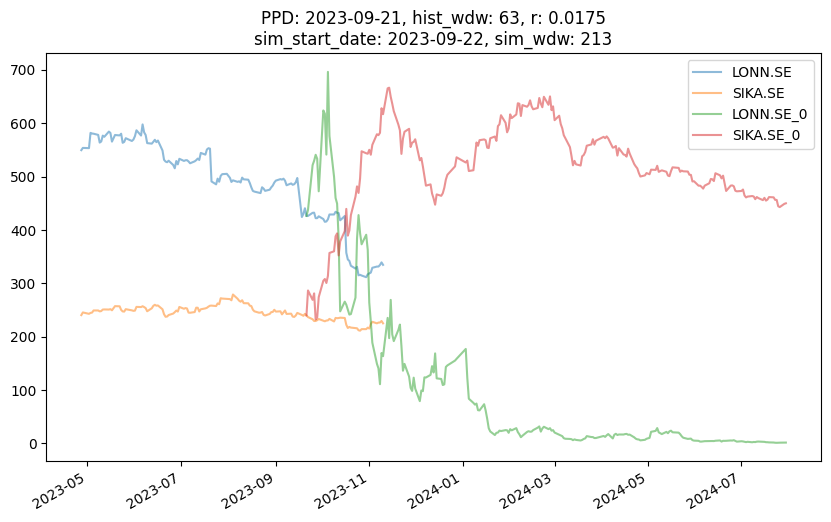 PPD: 2023-09-21, hist_wdw: 63, r: 0.0175
sim_start_date: 2023-09-22, sim_wdw: 213
LONN.SE
SIKA.SE
LONN.SE_0
SIKA.SE_0
700
600
500
400
300
200
100
0
2023-05
2023-07
2023-09
2023-11
2024-01
2024-03
2024-05
2024-07